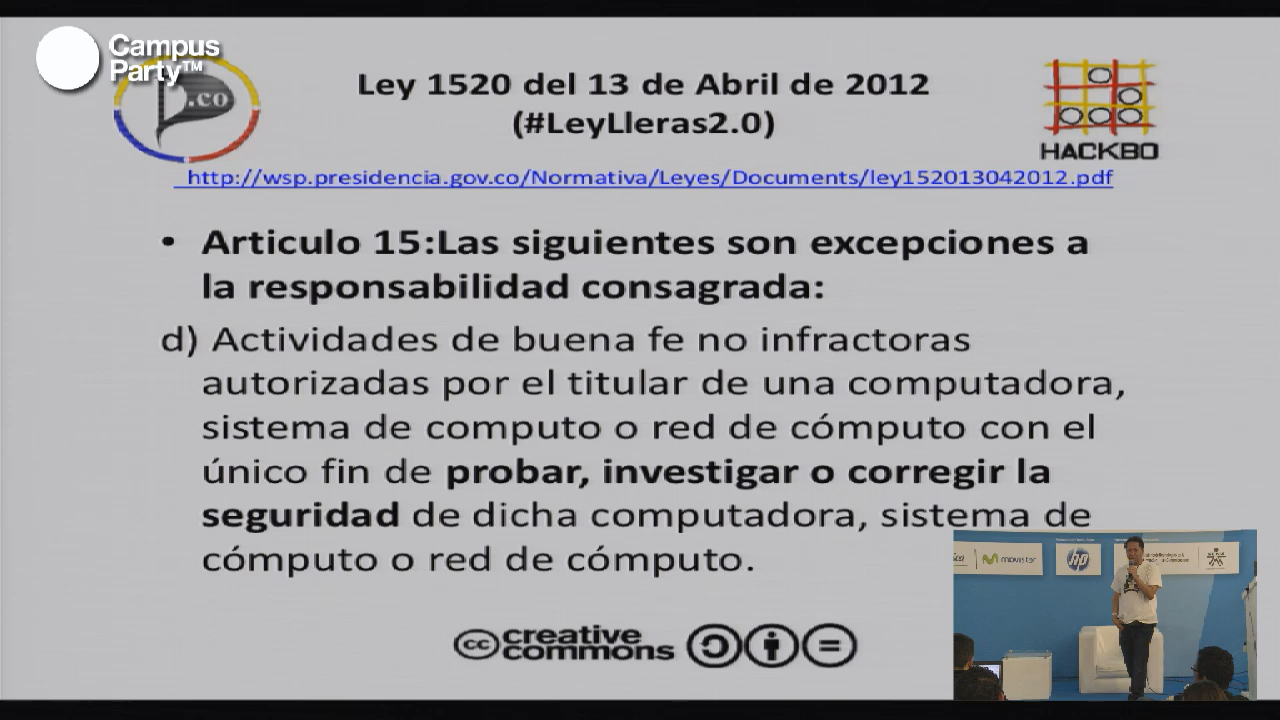 Campus
Party™
.co
Ley 1520 del 13 de Abril de 2012
(#LeyLleras2.0)
HACKBO
http://wsp.presidencia.gov.co/Normativa/Leyes/Documents/ley152013042012.pdf
• Articulo 15:Las siguientes son excepciones a
la responsabilidad consagrada:
d) Actividades de buena fe no infractoras
autorizadas por el titular de una computadora,
sistema de computo o red de cómputo con el
único fin de probar, investigar o corregir la
seguridad de dicha computadora, sistema de
cómputo o red de cómputo.
movistar
hp
cc creative
commons